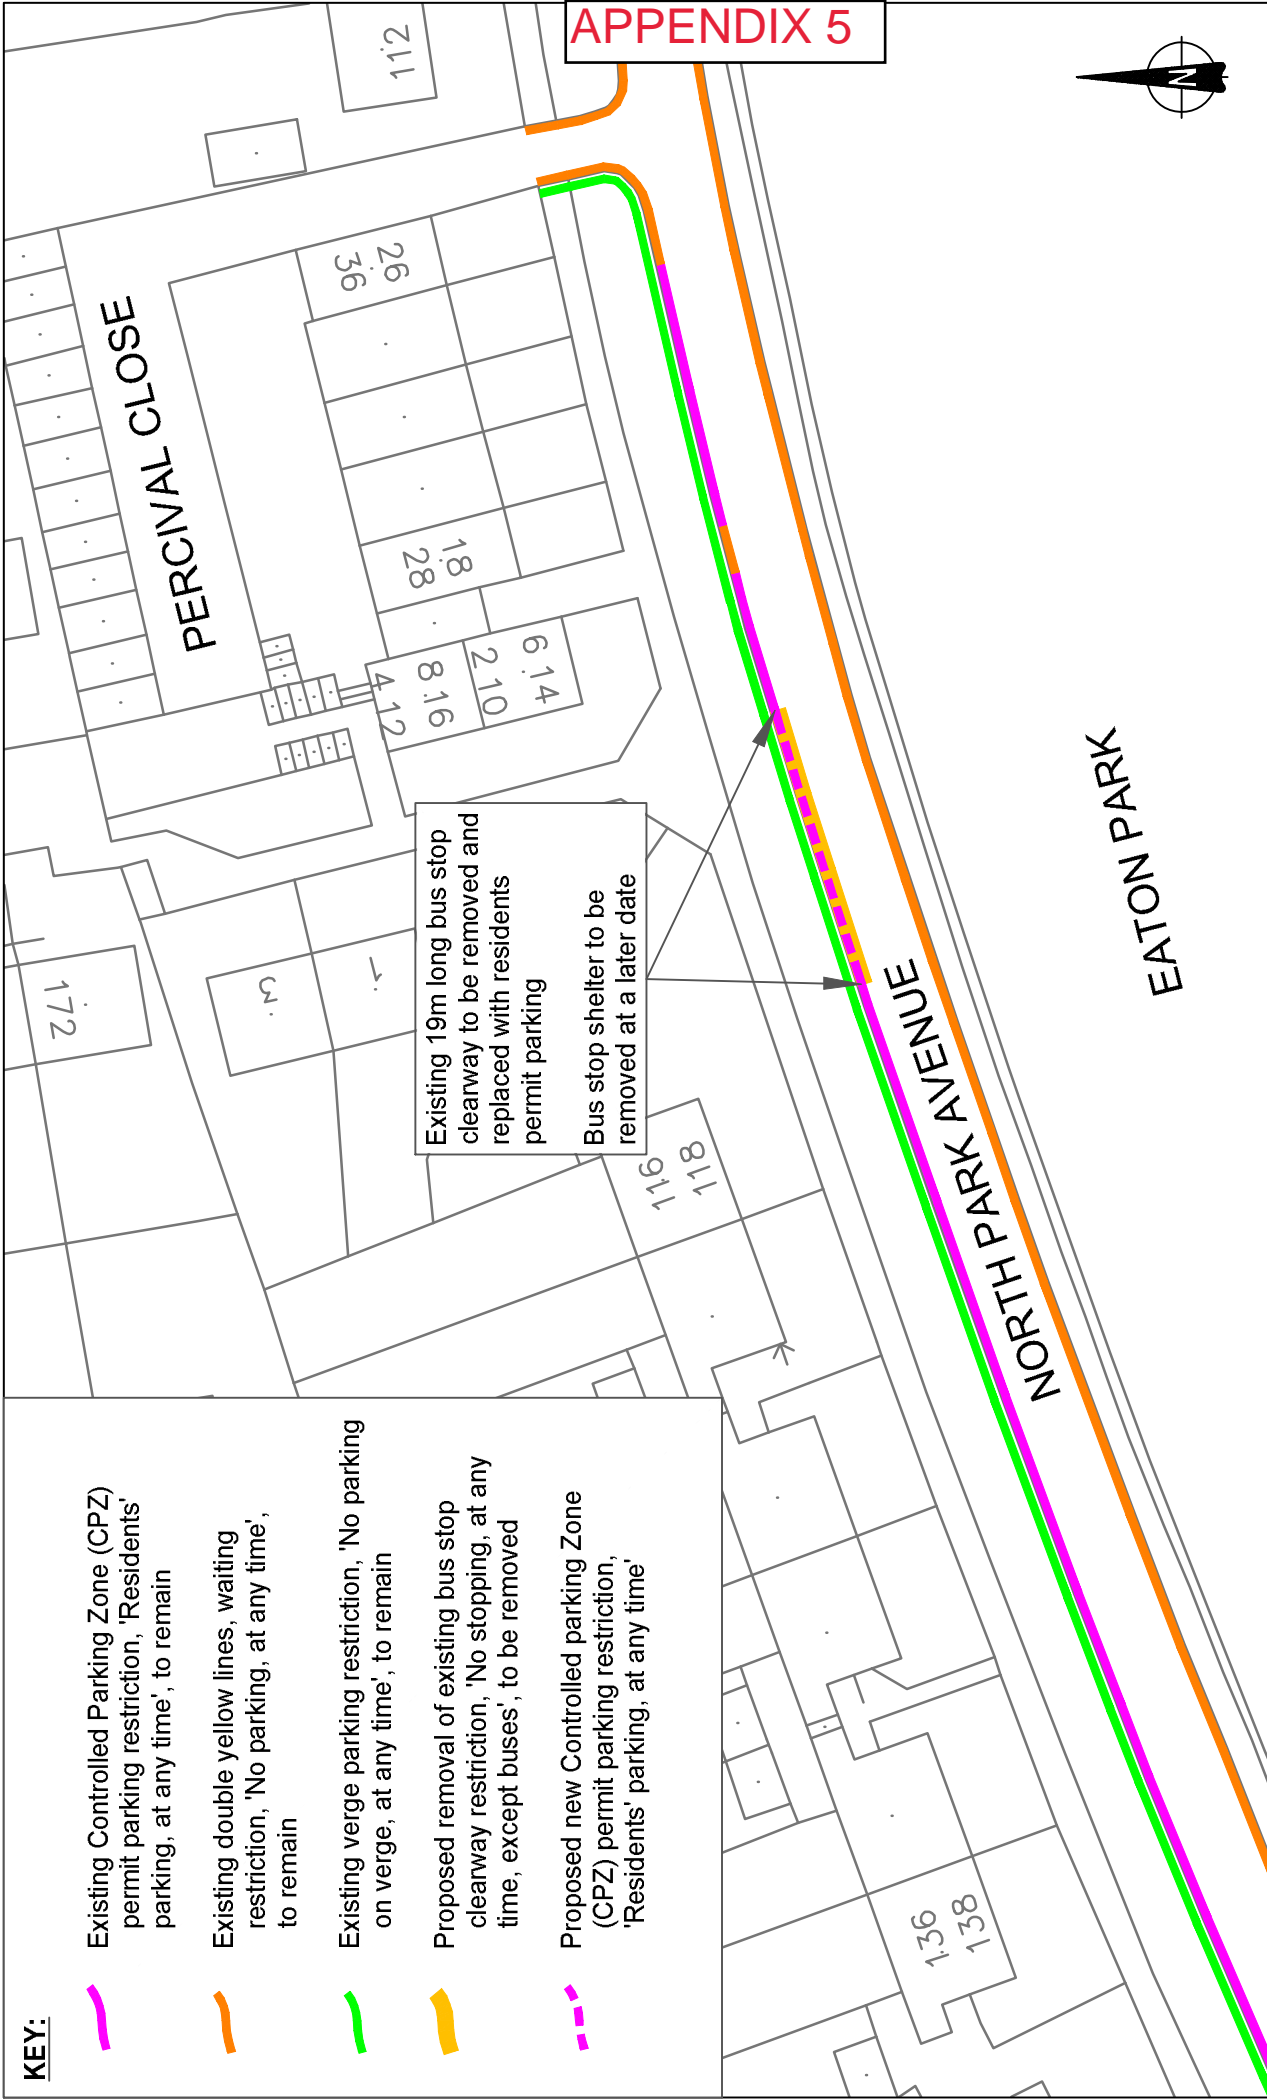 APPENDIX 5
N
112
PERCIVAL CLOSE
26
36
18
28
4
12
8
16
2
10
6
14
172
3
1
Existing 19m long bus stop
clearway to be removed and
replaced with residents
permit parking
Bus stop shelter to be
removed at a later date
116
118
EATON PARK
NORTH PARK AVENUE
136
138
KEY:
Existing Controlled Parking Zone (CPZ)
permit parking restriction, 'Residents'
parking, at any time', to remain
Existing double yellow lines, waiting
restriction, 'No parking, at any time',
to remain
Existing verge parking restriction, 'No parking
on verge, at any time', to remain
Proposed removal of existing bus stop
clearway restriction, 'No stopping, at any
time, except buses', to be removed
Proposed new Controlled parking Zone
(CPZ) permit parking restriction,
'Residents' parking, at any time'